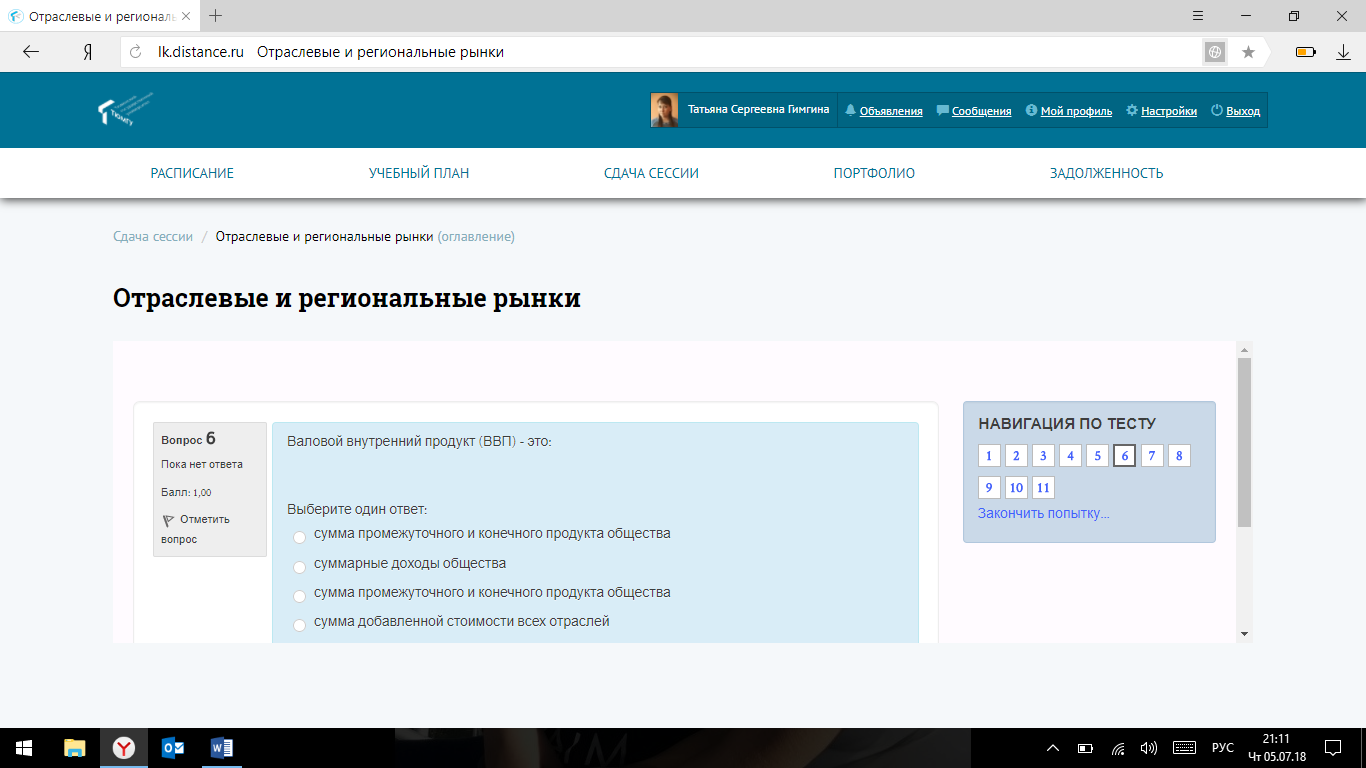 Отраслевые и региональ
lk.distance.ru Отраслевые и региональные рынки
ТюмГУ
Татьяна Сергеевна Гимгина
Объявления
Сообщения
Мой профиль
Настройки
Выход
РАСПИСАНИЕ
УЧЕБНЫЙ ПЛАН
СДАЧА СЕССИИ
ПОРТФОЛИО
ЗАДОЛЖЕННОСТЬ
Сдача сессии / Отраслевые и региональные рынки (оглавление)
Отраслевые и региональные рынки
Вопрос 6
Пока нет ответа
Балл: 1,00
Отметить
вопрос
Валовой внутренний продукт (ВВП) - это:
Выберите один ответ:
сумма промежуточного и конечного продукта общества
суммарные доходы общества
сумма промежуточного и конечного продукта общества
сумма добавленной стоимости всех отраслей
НАВИГАЦИЯ ПО ТЕСТУ
1 2 3 4 5 6 7 8
9 10 11
Закончить попытку...
РУС
21:11
Чт 05.07.18